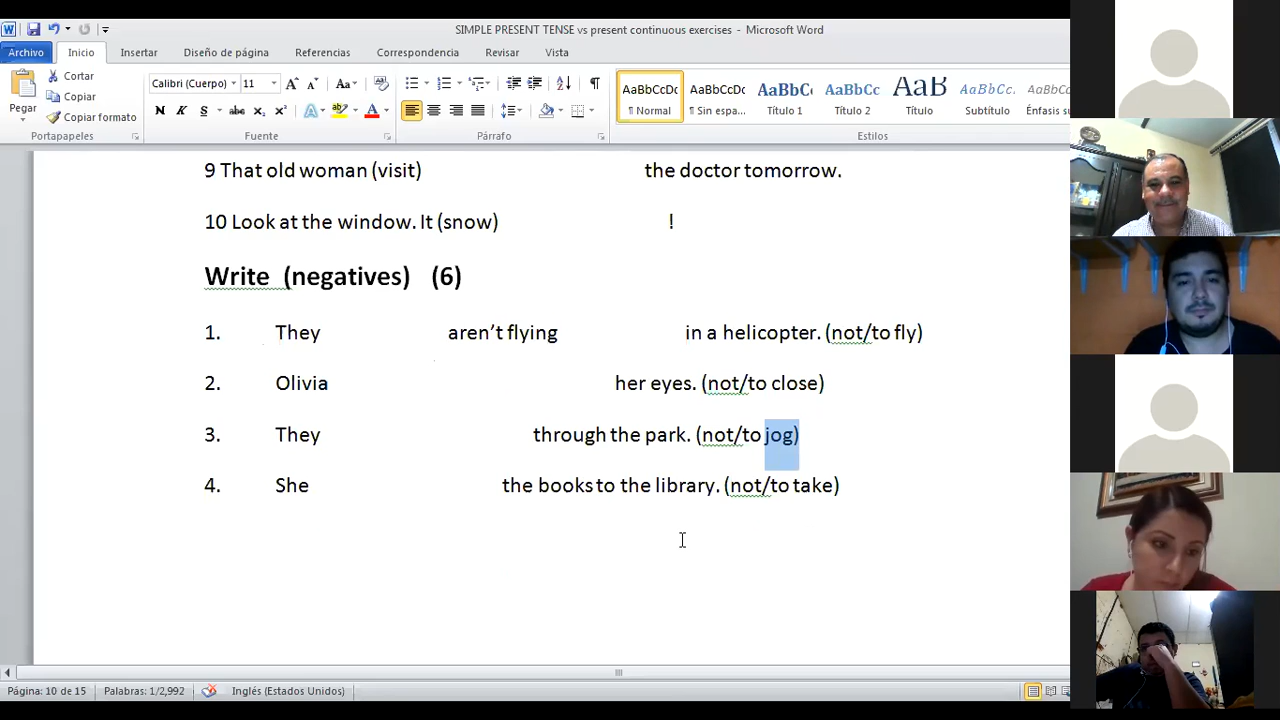 SIMPLE PRESENT TENSE vs present continuous exercises - Microsoft Word
Archivo Inicio Insertar Diseño de página Referencias Correspondencia Revisar Vista
Pegar
Cortar
Copiar
Copiar formato
Calibri (Cuerpo) 11
N K S abc x₂ x²
AaBbCcDc AaBbCcDc AaBbC AaBbCc AaB AaBbCc. AaBbCc
¶ Normal ¶ Sin espa... Título 1 Título 2 Título Subtítulo Énfasis su
Portapapeles Fuente Párrafo Estilos
9 That old woman (visit) the doctor tomorrow.
10 Look at the window. It (snow) !
Write (negatives) (6)
1. They aren’t flying in a helicopter. (not/to fly)
2. Olivia her eyes. (not/to close)
3. They through the park. (not/to jog)
4. She the books to the library. (not/to take)
Página: 10 de 15 Palabras: 1/2,992 Inglés (Estados Unidos)